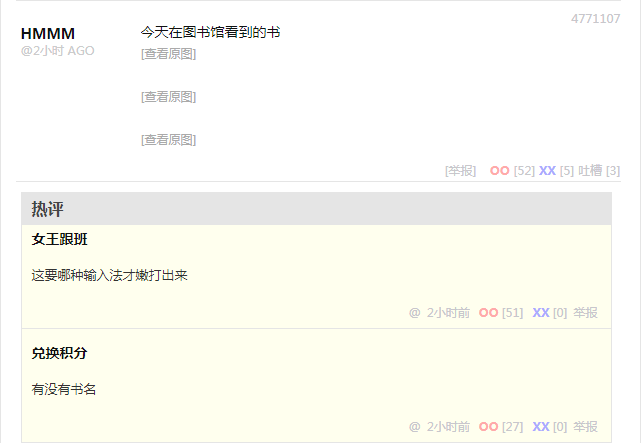 4771107
HMMM
今天在图书馆看到的书
@2小时 AGO
[查看原图]
[查看原图]
[查看原图]
[举报] OO [52] XX [5] 吐槽 [3]
热评
女王跟班
这要哪种输入法才嫩打出来
@ 2小时前 OO [51] XX [0] 举报
兑换积分
有没有书名
@ 2小时前 OO [27] XX [0] 举报